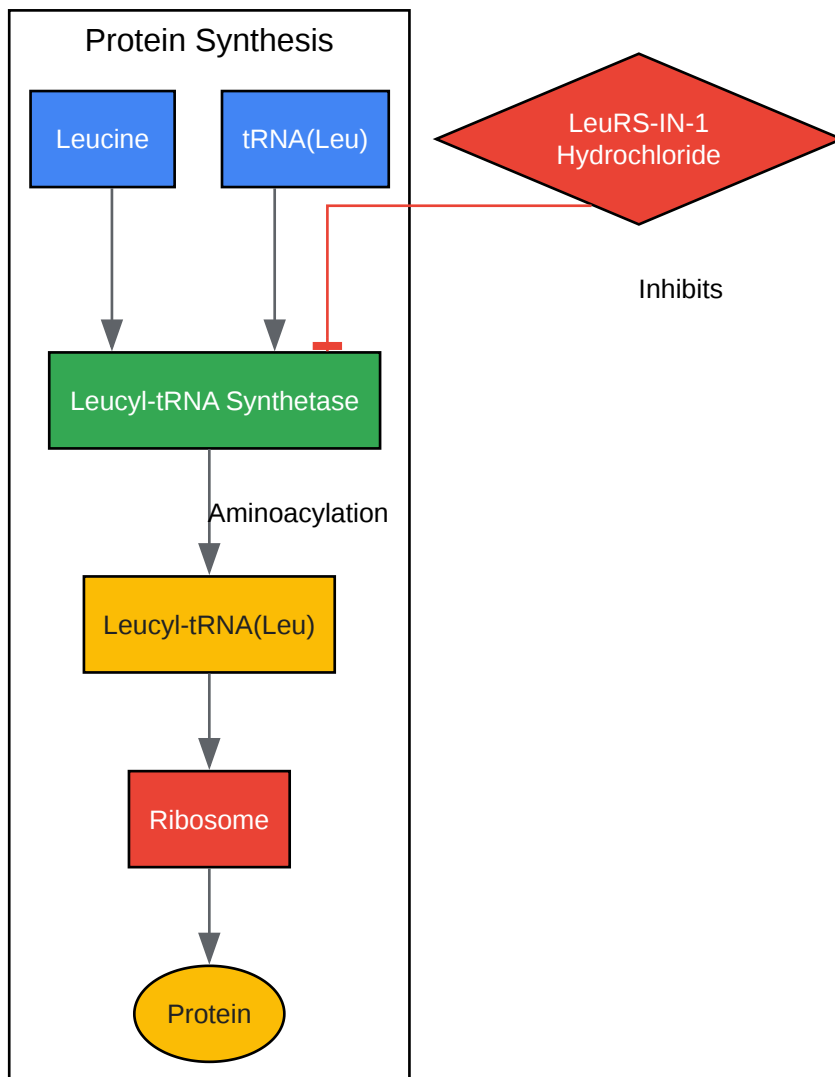 Protein Synthesis
Leucine
tRNA(Leu)
LeuRS-IN-1
Hydrochloride
Inhibits
Leucyl-tRNA Synthetase
Aminoacylation
Leucyl-tRNA(Leu)
Ribosome
Protein